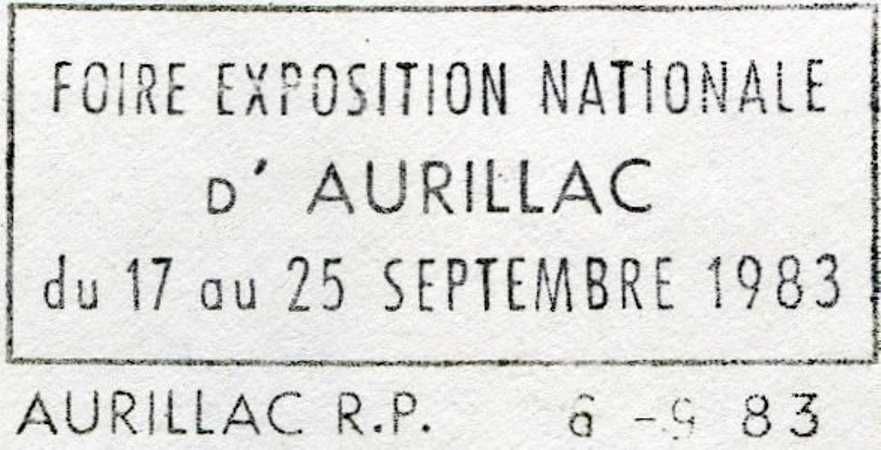 FOIRE EXPOSITION NATIONALE
D' AURILLAC
du 17 au 25 SEPTEMBRE 1983
AURILLAC R.P. 6 -9 83